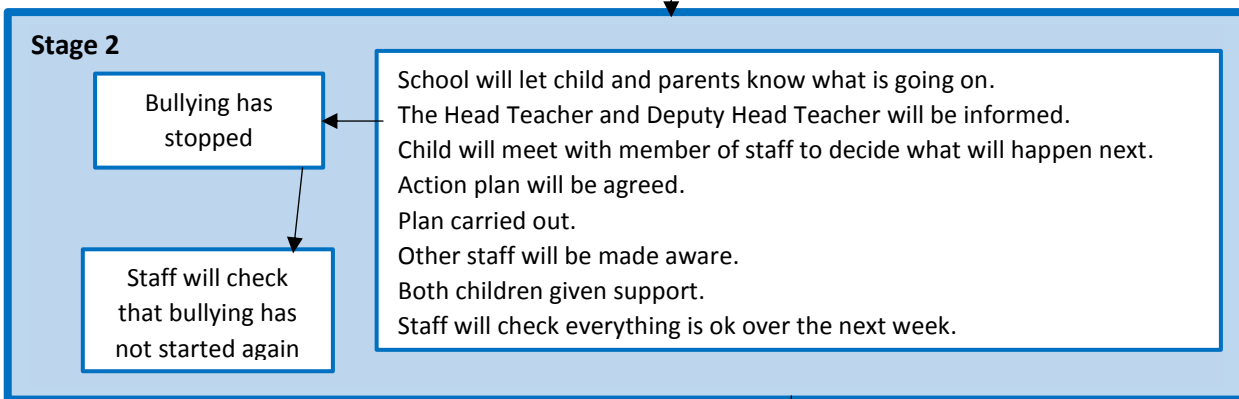 Stage 2
Bullying has
stopped
Staff will check
that bullying has
not started again
School will let child and parents know what is going on.
The Head Teacher and Deputy Head Teacher will be informed.
Child will meet with member of staff to decide what will happen next.
Action plan will be agreed.
Plan carried out.
Other staff will be made aware.
Both children given support.
Staff will check everything is ok over the next week.